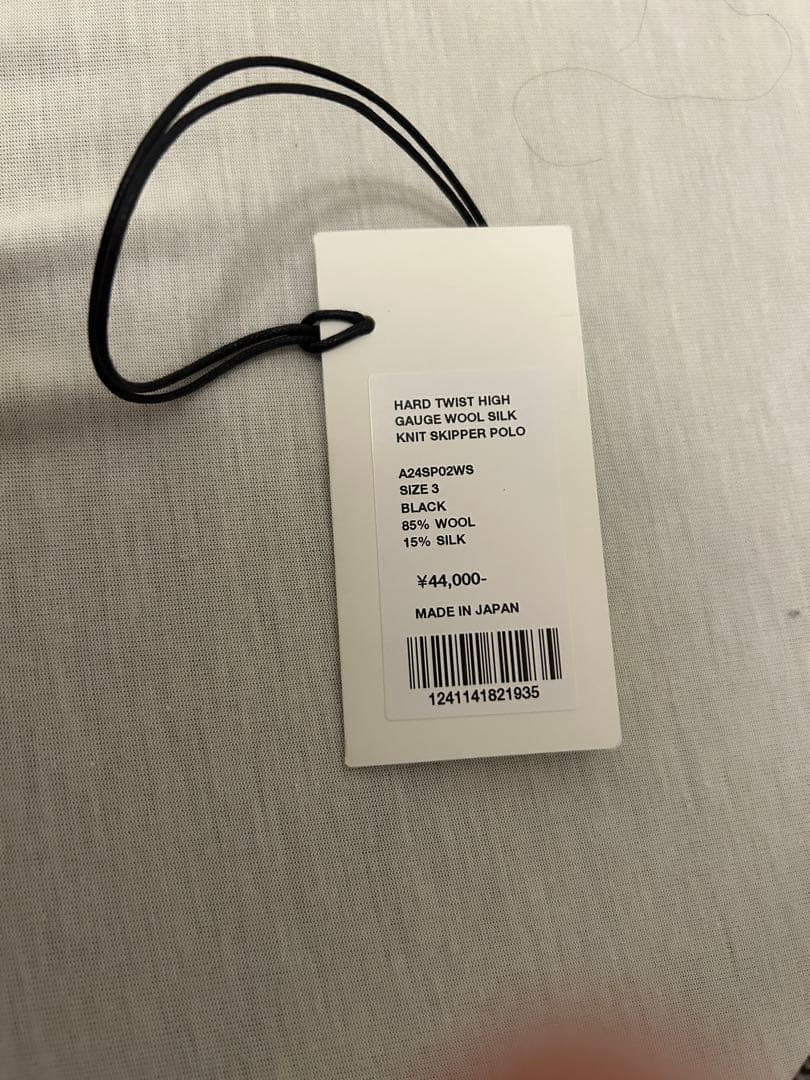 HARD TWIST HIGH
GAUGE WOOL SILK
KNIT SKIPPER POLO
A24SP02WS
SIZE 3
BLACK
85% WOOL
15% SILK
¥44,000-
MADE IN JAPAN
1241141821935